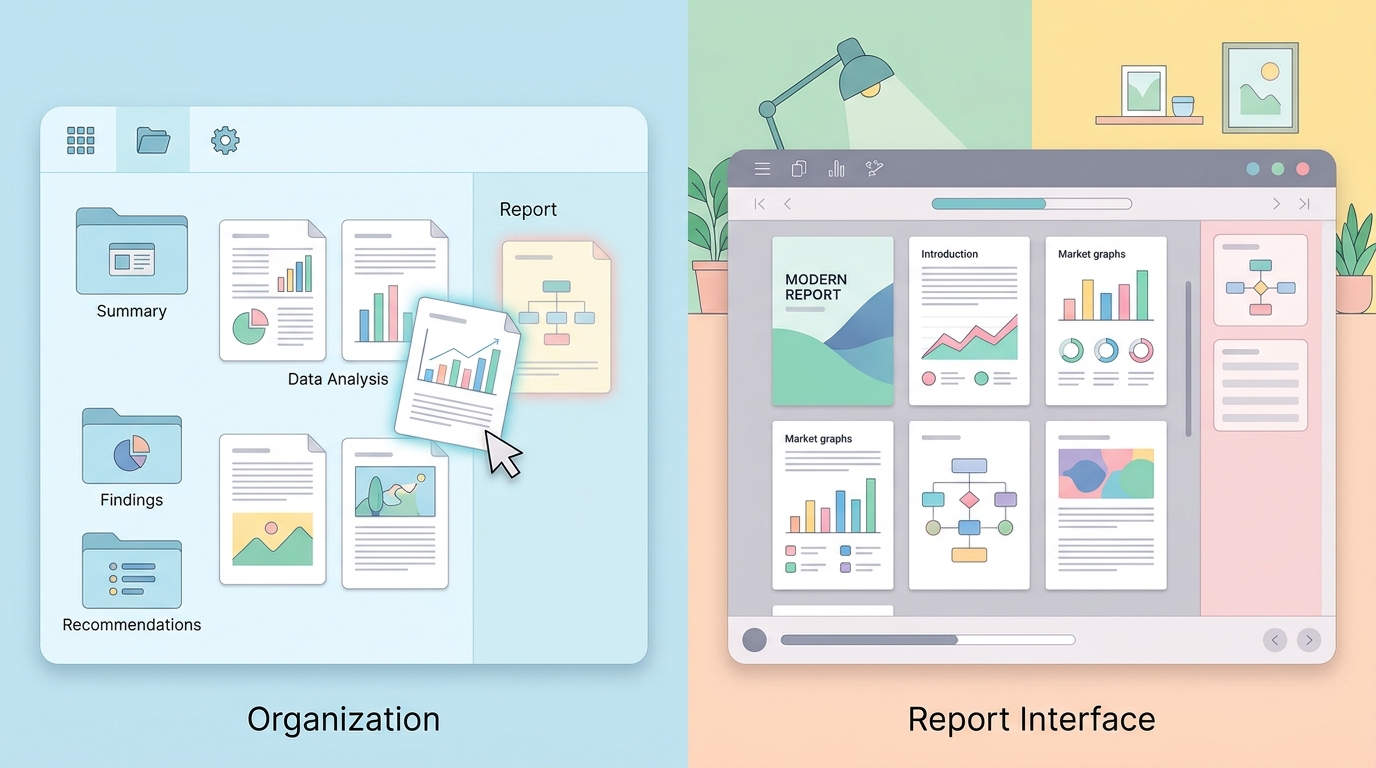 Report
Summary
Data Analysis
Findings
Recommendations
Organization
MODERN
REPORT
Introduction
Market graphs
Market graphs
Report Interface